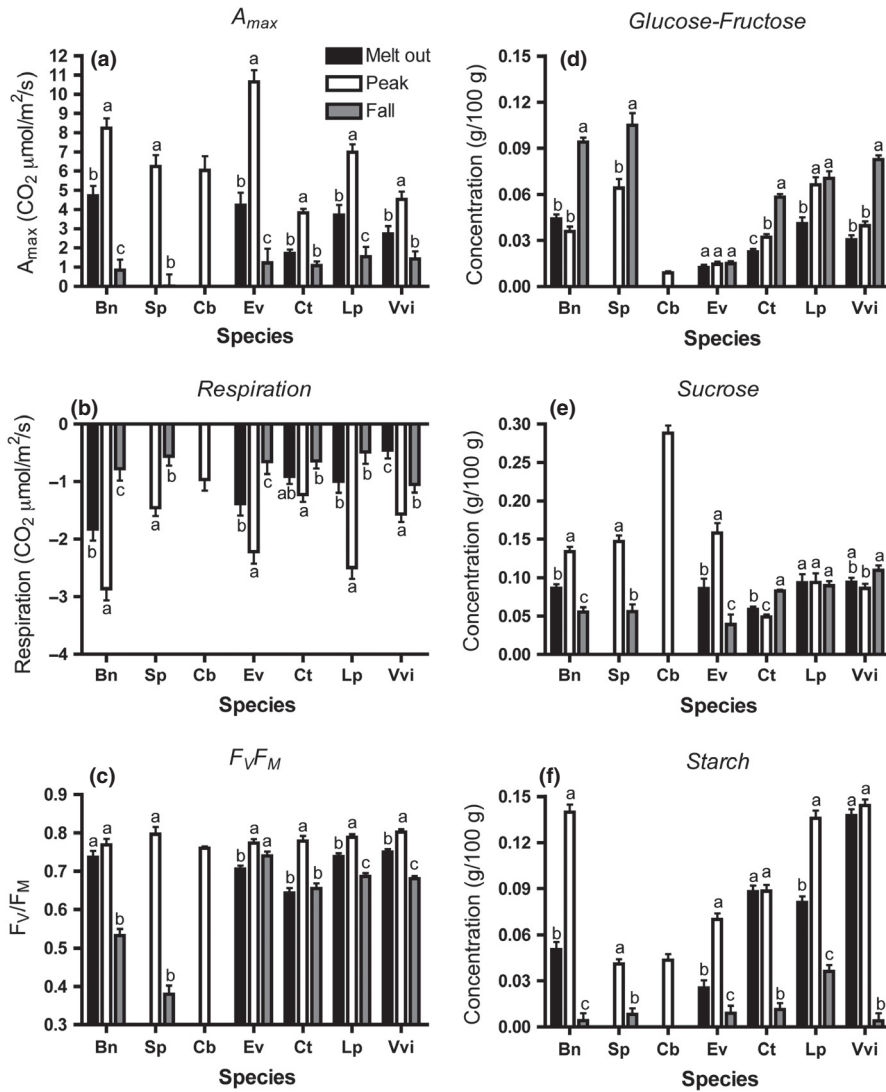 A_max
(a)
Melt out
Peak
Fall
12
11
10
9
8
7
6
5
4
3
2
1
0
A_max (CO₂ μmol/m²/s)
b a c
a b
b a c
b a b
b a c
b a c
Bn Sp Cb Ev Ct Lp Vvi
Species
Glucose-Fructose
(d)
0.15
0.12
0.09
0.06
0.03
0.00
Concentration (g/100 g)
b b a
b a
a a a
c b a
b a a
b b a
Bn Sp Cb Ev Ct Lp Vvi
Species
Respiration
(b)
0
–1
–2
–3
–4
Respiration (CO₂ μmol/m²/s)
b a c
a b
b a c
ab a b
b a b
c a b
Bn Sp Cb Ev Ct Lp Vvi
Species
Sucrose
(e)
0.30
0.25
0.20
0.15
0.10
0.05
0.00
Concentration (g/100 g)
b a c
a b
b a c
b c a
a a a
a b b a
Bn Sp Cb Ev Ct Lp Vvi
Species
F_VF_M
(c)
0.9
0.8
0.7
0.6
0.5
0.4
0.3
F_V/F_M
a a b
a b
b a a
b a b
b a c
b a c
Bn Sp Cb Ev Ct Lp Vvi
Species
Starch
(f)
0.15
0.12
0.09
0.06
0.03
0.00
Concentration (g/100 g)
b a c
a b
b a c
a a b
b a c
a a b
Bn Sp Cb Ev Ct Lp Vvi
Species